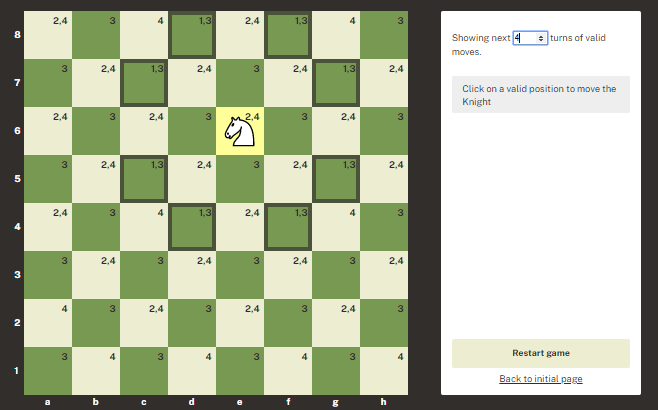 8 2,4 3 4 1,3 2,4 1,3 4 3
7 3 2,4 1,3 2,4 3 2,4 1,3 2,4
6 2,4 3 2,4 3 2,4 3 2,4 3
5 3 2,4 1,3 2,4 3 2,4 1,3 2,4
4 2,4 3 4 1,3 2,4 1,3 4 3
3 3 2,4 3 2,4 3 2,4 3 2,4
2 4 3 2,4 3 2,4 3 2,4 3
1 3 4 3 4 3 4 3 4
a b c d e f g h
Showing next 4 turns of valid
moves.
Click on a valid position to move the
Knight
Restart game
Back to initial page